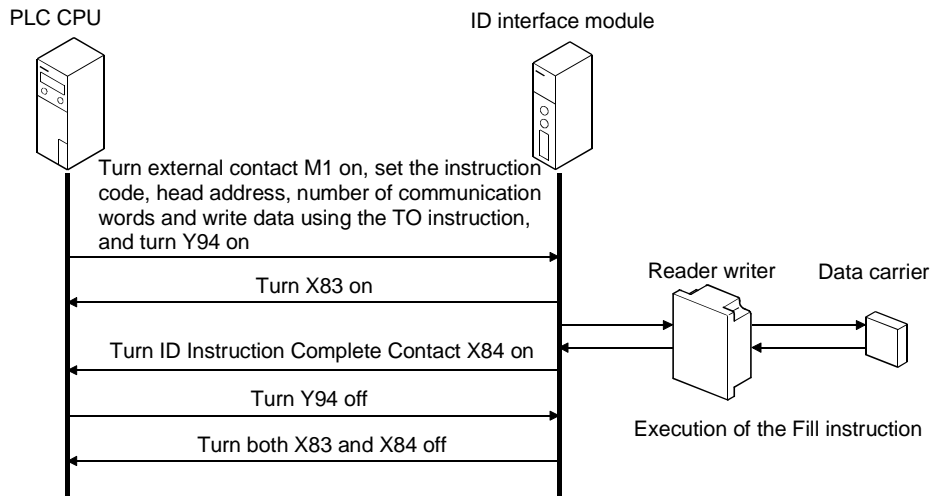 PLC CPU
ID interface module
Turn external contact M1 on, set the instruction
code, head address, number of communication
words and write data using the TO instruction,
and turn Y94 on
Reader writer
Data carrier
Turn X83 on
Turn ID Instruction Complete Contact X84 on
Turn Y94 off
Execution of the Fill instruction
Turn both X83 and X84 off